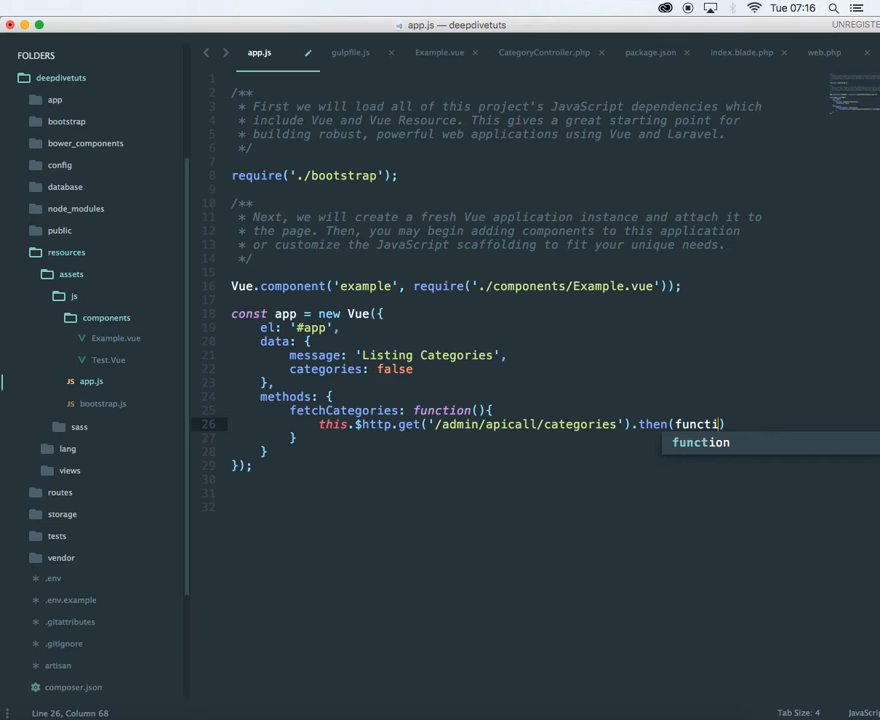 Tue 07:16
app.js — deepdivetuts
UNREGISTE
FOLDERS
deepdivetuts
app
bootstrap
bower_components
config
database
node_modules
public
resources
assets
js
components
Example.vue
Test.Vue
app.js
bootstrap.js
sass
lang
views
routes
storage
tests
vendor
.env
.env.example
.gitattributes
.gitignore
artisan
composer.json
app.js gulpfile.js × Example.vue × CategoryController.php × package.json × index.blade.php × web.php ×
1
2 /**
3 * First we will load all of this project's JavaScript dependencies which
4 * include Vue and Vue Resource. This gives a great starting point for
5 * building robust, powerful web applications using Vue and Laravel.
6 */
7
8 require('./bootstrap');
9
10 /**
11 * Next, we will create a fresh Vue application instance and attach it to
12 * the page. Then, you may begin adding components to this application
13 * or customize the JavaScript scaffolding to fit your unique needs.
14 */
15
16 Vue.component('example', require('./components/Example.vue'));
17
18 const app = new Vue({
19 el: '#app',
20 data: {
21 message: 'Listing Categories',
22 categories: false
23 },
24 methods: {
25 fetchCategories: function(){
26 this.$http.get('/admin/apicall/categories').then(functi)
function
27 }
28 }
29 });
30
31
32
Line 26, Column 68
Tab Size: 4
JavaScri